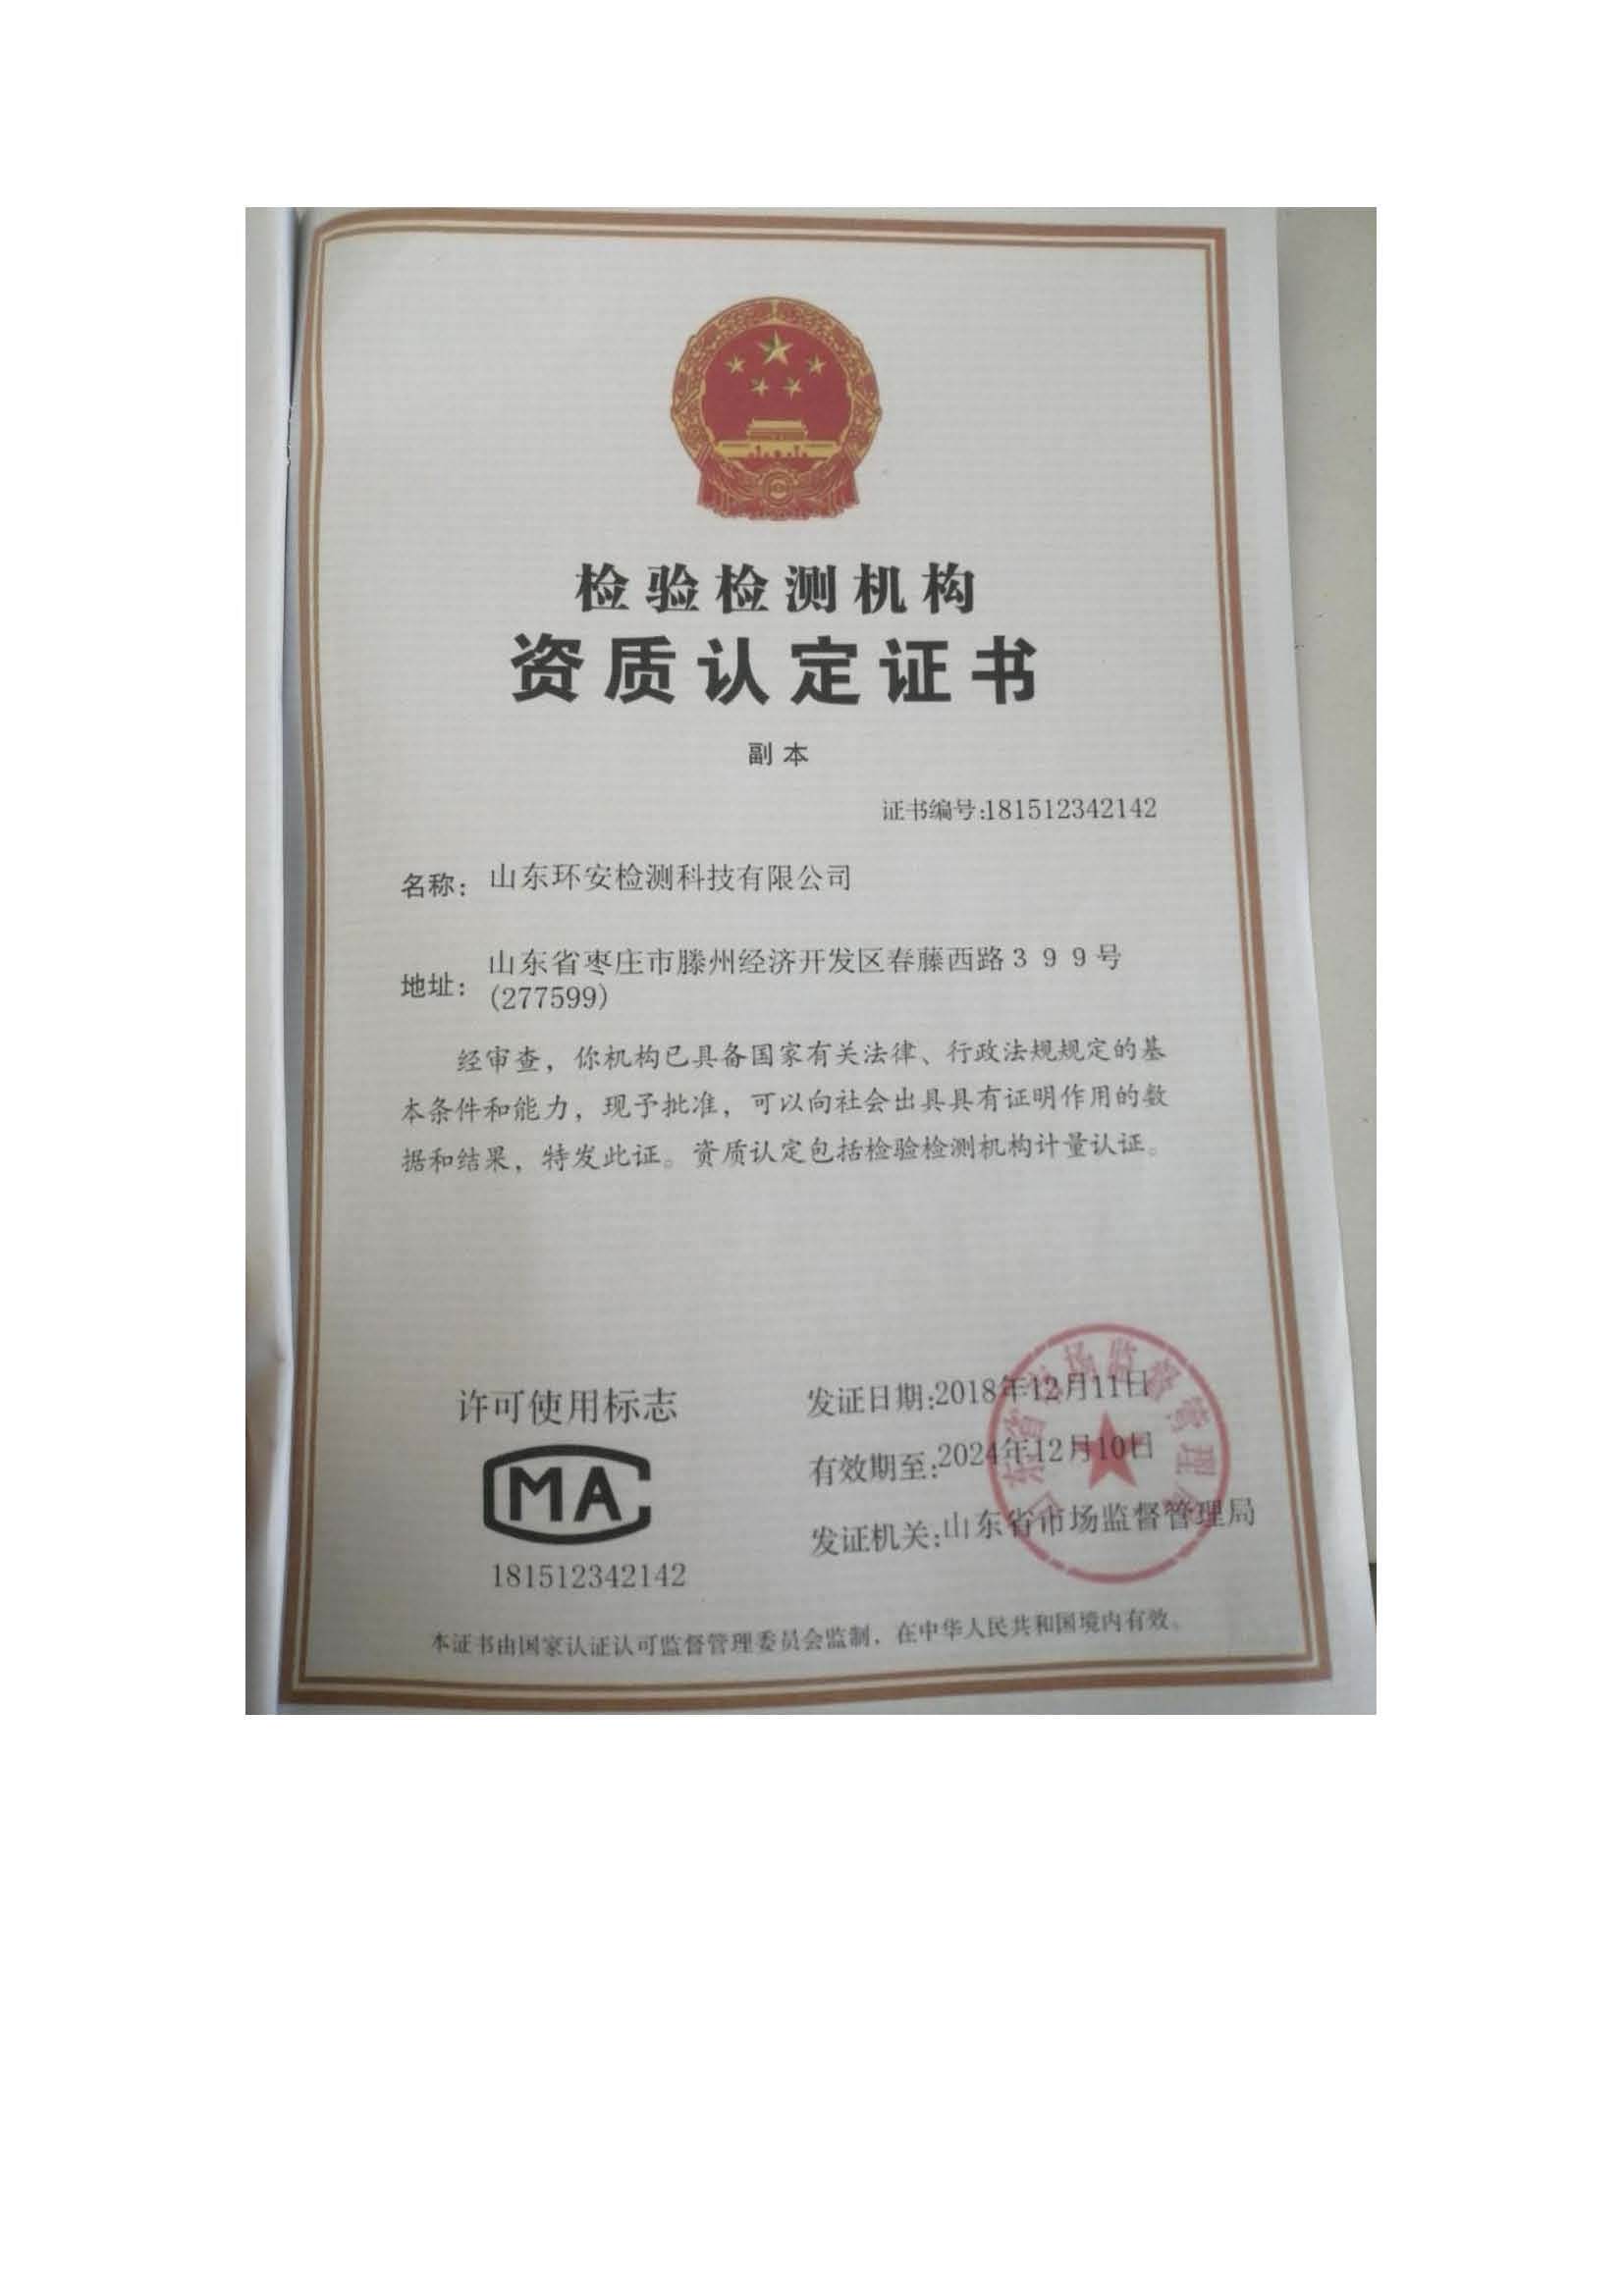 检验检测机构
资质认定证书
副本
证书编号:181512342142
名称: 山东环安检测科技有限公司
地址: 山东省枣庄市滕州经济开发区春藤西路399号
(277599)
经审查，你机构已具备国家有关法律、行政法规规定的基
本条件和能力，现予批准，可以向社会出具具有证明作用的数
据和结果，特发此证。资质认定包括检验检测机构计量认证。
许可使用标志
MA
181512342142
发证日期:2018年12月11日
有效期至:2024年12月10日
发证机关:山东省市场监督管理局
山东省市场监督管理局
本证书由国家认证认可监督管理委员会监制，在中华人民共和国境内有效。